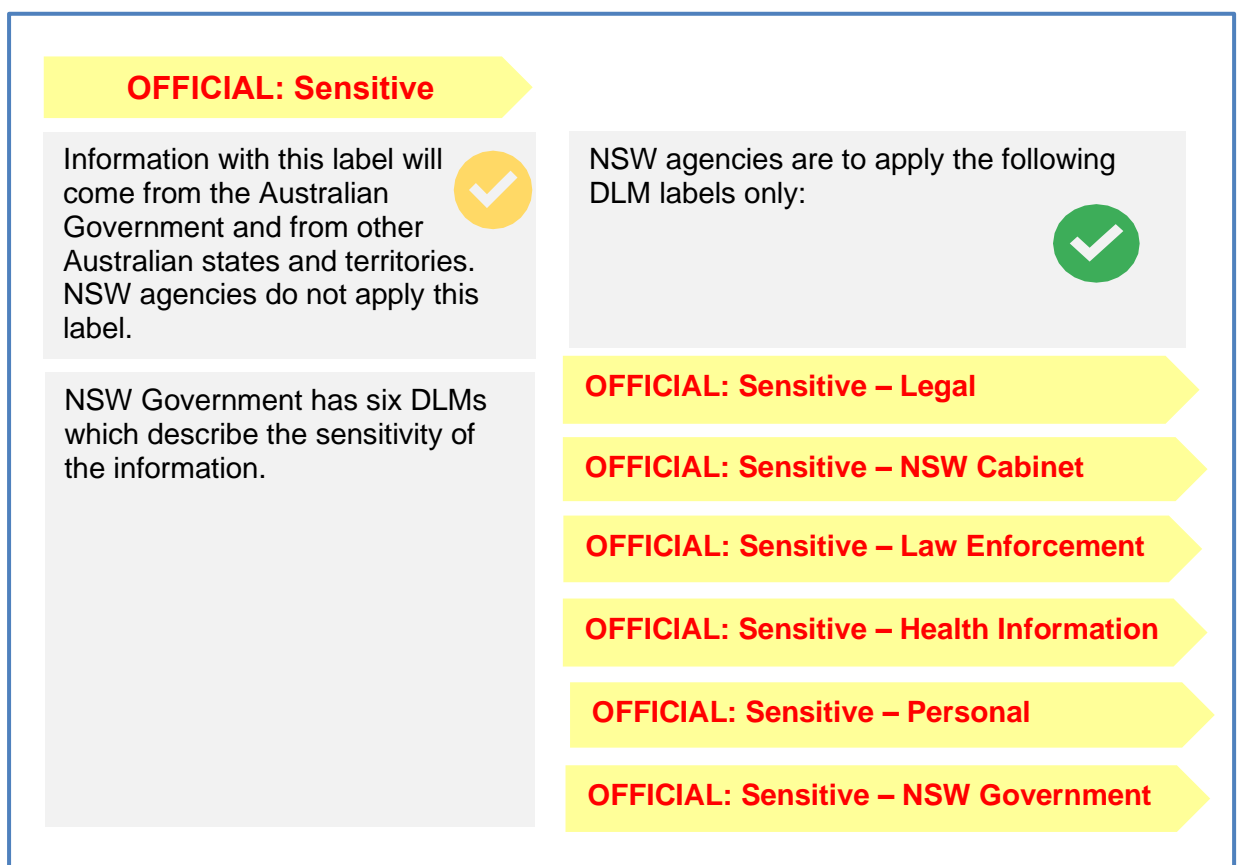 OFFICIAL: Sensitive
Information with this label will
come from the Australian
Government and from other
Australian states and territories.
NSW agencies do not apply this
label.
NSW agencies are to apply the following
DLM labels only:
NSW Government has six DLMs
which describe the sensitivity of
the information.
OFFICIAL: Sensitive – Legal
OFFICIAL: Sensitive – NSW Cabinet
OFFICIAL: Sensitive – Law Enforcement
OFFICIAL: Sensitive – Health Information
OFFICIAL: Sensitive – Personal
OFFICIAL: Sensitive – NSW Government